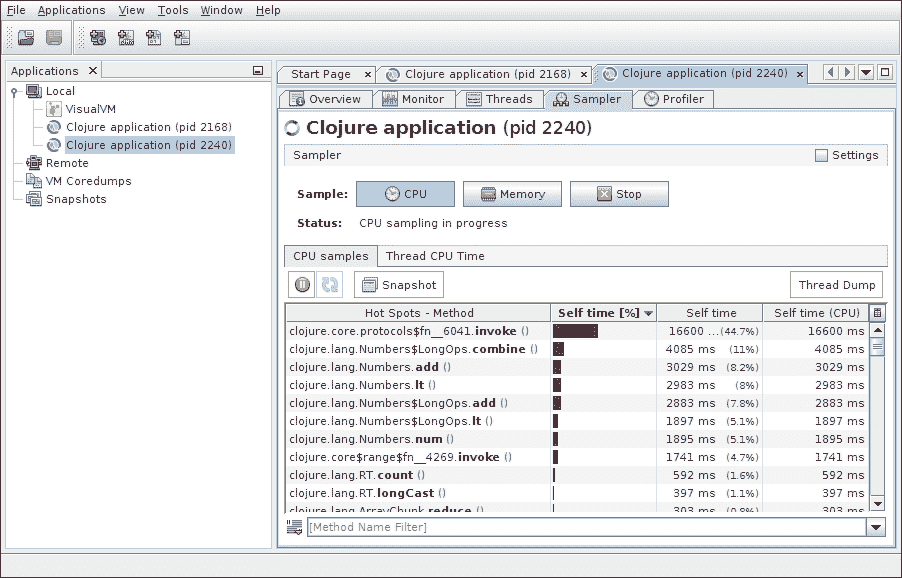 File Applications View Tools Window Help
Applications
Start Page
Clojure application (pid 2168)
Clojure application (pid 2240)
Local
VisualVM
Clojure application (pid 2168)
Clojure application (pid 2240)
Remote
VM Coredumps
Snapshots
Overview Monitor Threads Sampler Profiler
Clojure application (pid 2240)
Sampler Settings
Sample: CPU Memory Stop
Status: CPU sampling in progress
CPU samples Thread CPU Time
Snapshot Thread Dump
Hot Spots - Method Self time [%] Self time Self time (CPU)
clojure.core.protocols$fn__6041.invoke () 16600 ...(44.7%) 16600 ms
clojure.lang.Numbers$LongOps.combine () 4085 ms (11%) 4085 ms
clojure.lang.Numbers.add () 3029 ms (8.2%) 3029 ms
clojure.lang.Numbers.lt () 2983 ms (8%) 2983 ms
clojure.lang.Numbers$LongOps.add () 2883 ms (7.8%) 2883 ms
clojure.lang.Numbers$LongOps.lt () 1897 ms (5.1%) 1897 ms
clojure.lang.Numbers.num () 1895 ms (5.1%) 1895 ms
clojure.core$range$fn__4269.invoke () 1741 ms (4.7%) 1741 ms
clojure.lang.RT.count () 592 ms (1.6%) 592 ms
clojure.lang.RT.longCast () 397 ms (1.1%) 397 ms
clojure.lang.ArrayChunk.reduce () 303 ms (0.8%) 303 ms
[Method Name Filter]